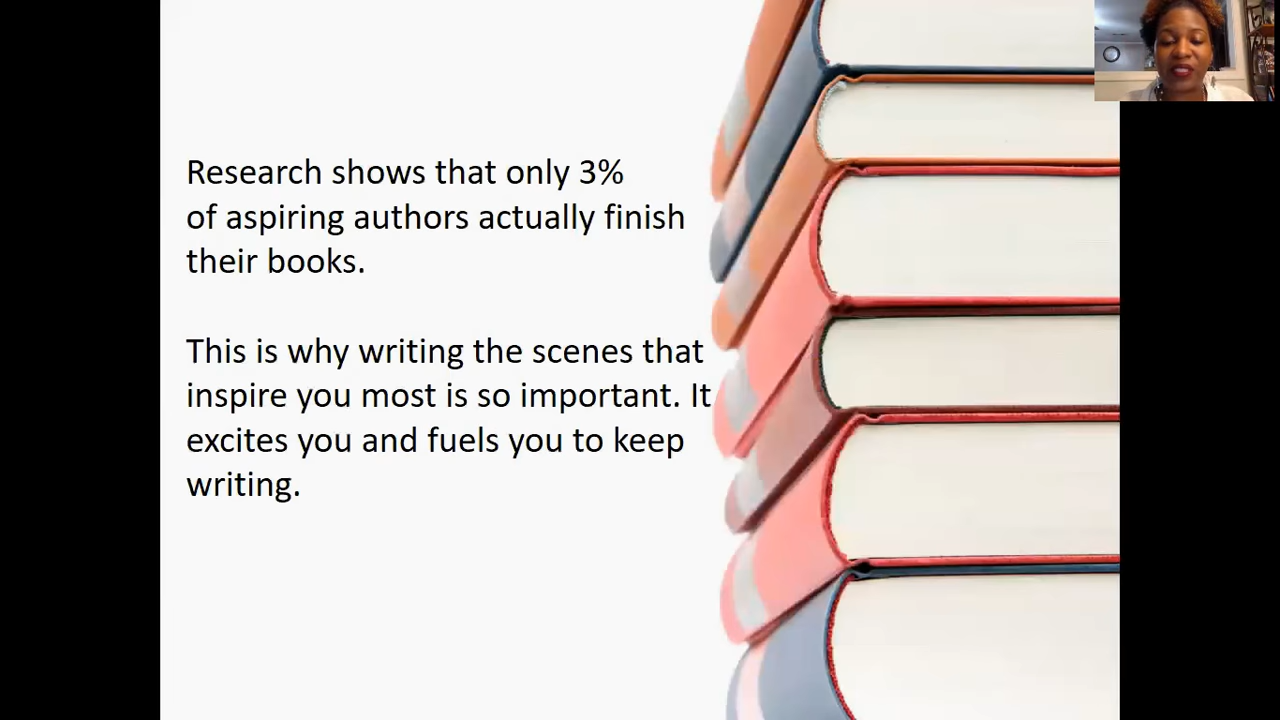 Research shows that only 3%
of aspiring authors actually finish
their books.
This is why writing the scenes that
inspire you most is so important. It
excites you and fuels you to keep
writing.